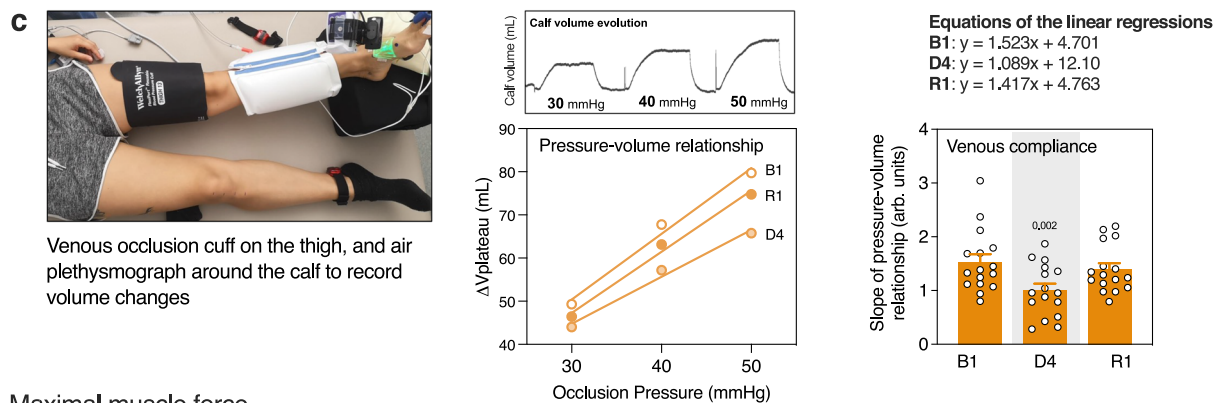 c
WelchAllyn
Venous occlusion cuff on the thigh, and air
plethysmograph around the calf to record
volume changes
Calf volume evolution
Calf volume (mL)
30 mmHg
40 mmHg
50 mmHg
Pressure-volume relationship
ΔVplateau (mL)
90
80
70
60
50
40
B1
R1
D4
30
40
50
Occlusion Pressure (mmHg)
Equations of the linear regressions
B1: y = 1.523x + 4.701
D4: y = 1.089x + 12.10
R1: y = 1.417x + 4.763
Venous compliance
Slope of pressure-volume
relationship (arb. units)
4
3
2
1
0
0.002
B1
D4
R1